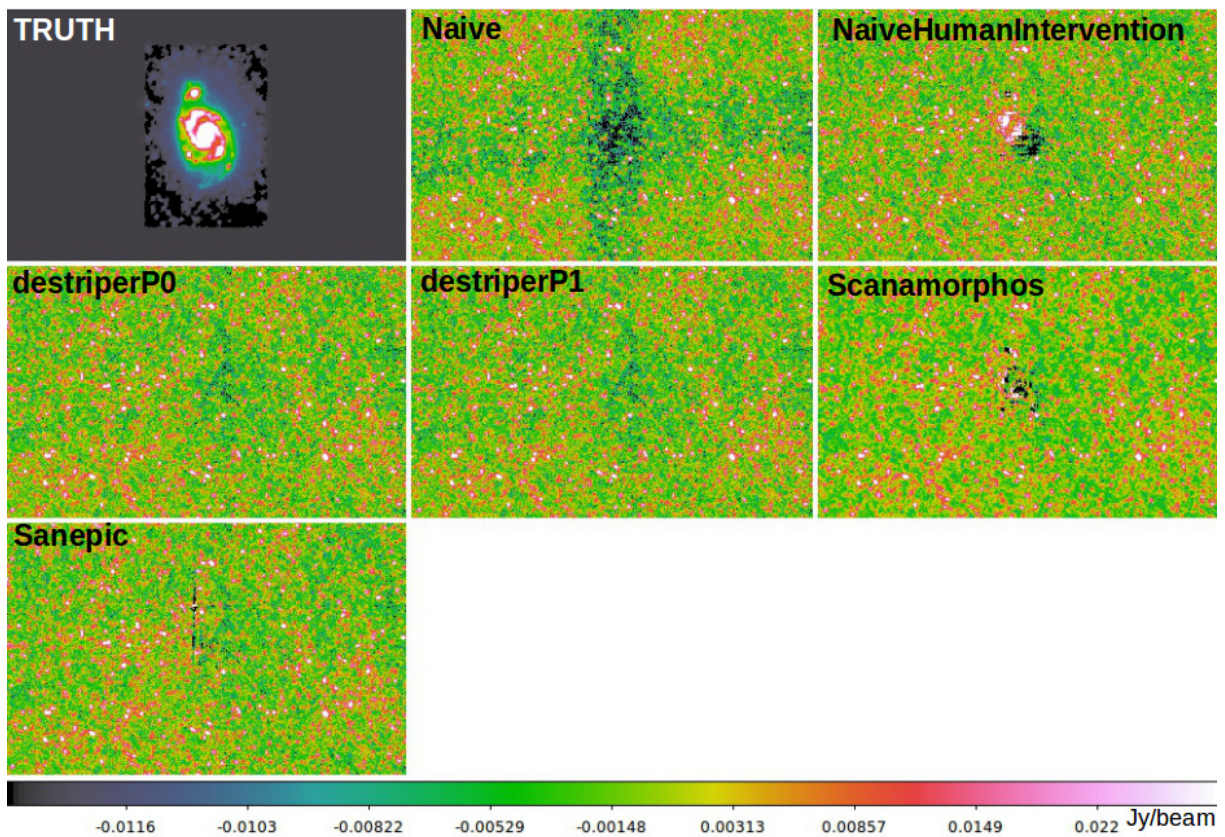 TRUTH
Naive
NaiveHumanIntervention
destriperP0
destriperP1
Scanamorphos
Sanepic
-0.0116 -0.0103 -0.00822 -0.00529 -0.00148 0.00313 0.00857 0.0149 0.022 Jy/beam